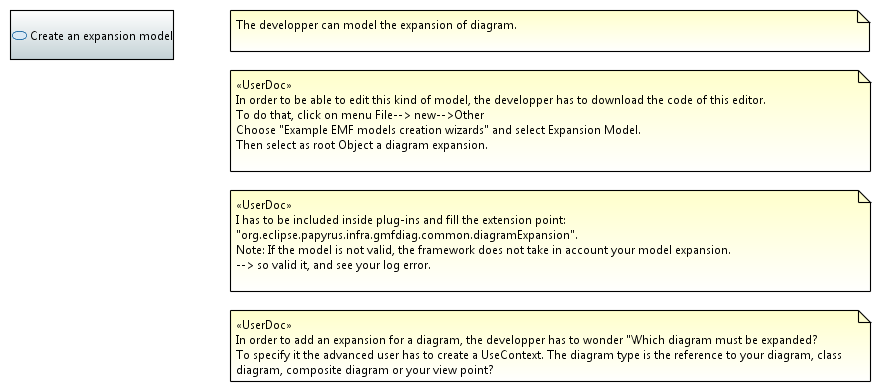 Create an expansion model
The developper can model the expansion of diagram.
«UserDoc»
In order to be able to edit this kind of model, the developper has to download the code of this editor.
To do that, click on menu File--> new-->Other
Choose "Example EMF models creation wizards" and select Expansion Model.
Then select as root Object a diagram expansion.
«UserDoc»
I has to be included inside plug-ins and fill the extension point:
"org.eclipse.papyrus.infra.gmfdiag.common.diagramExpansion".
Note: If the model is not valid, the framework does not take in account your model expansion.
--> so valid it, and see your log error.
«UserDoc»
In order to add an expansion for a diagram, the developper has to wonder "Which diagram must be expanded?
To specify it the advanced user has to create a UseContext. The diagram type is the reference to your diagram, class
diagram, composite diagram or your view point?